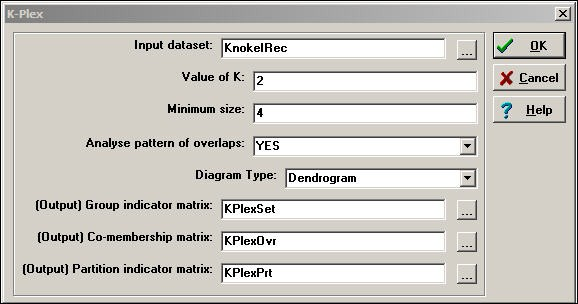 K-Plex
Input dataset: KnokeIRec ...
OK
Value of K: 2
Cancel
Minimum size: 4
Help
Analyse pattern of overlaps: YES
Diagram Type: Dendrogram
(Output) Group indicator matrix: KPlexSet ...
(Output) Co-membership matrix: KPlexOvr ...
(Output) Partition indicator matrix: KPlexPrt ...